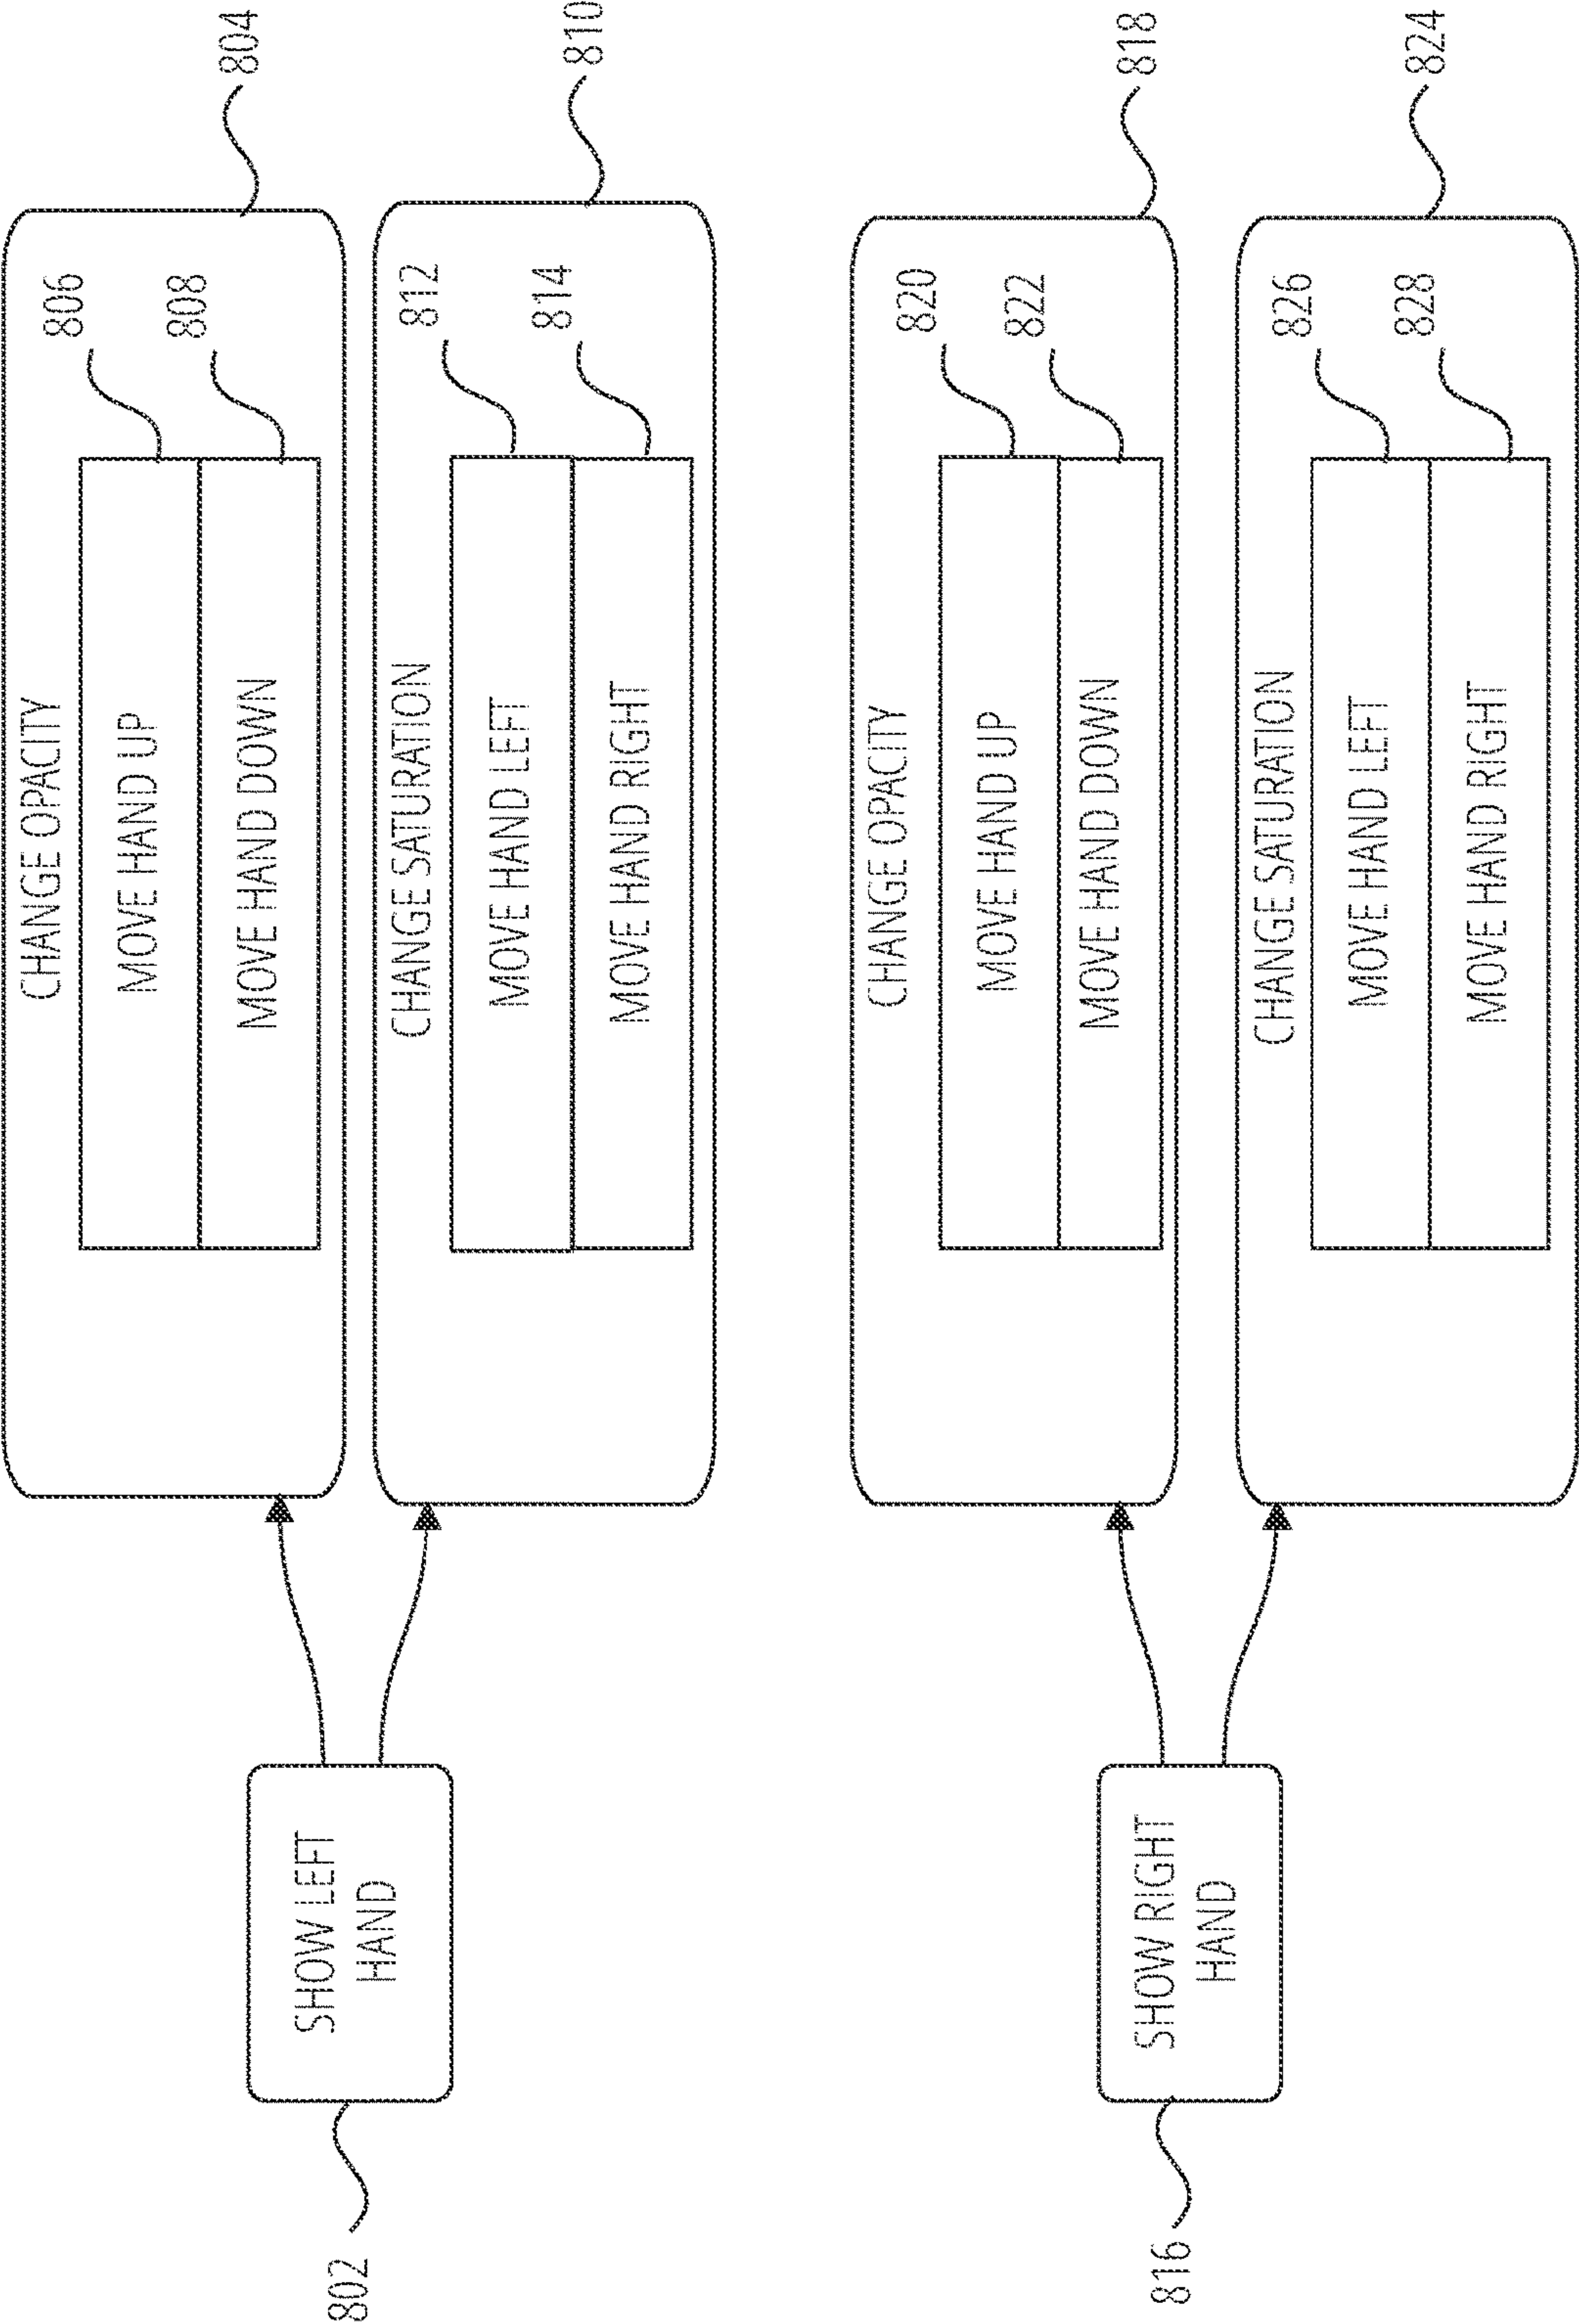 804
CHANGE OPACITY
806
MOVE HAND UP
808
MOVE HAND DOWN
802
SHOW LEFT
HAND
810
CHANGE SATURATION
812
MOVE HAND LEFT
814
MOVE HAND RIGHT
818
CHANGE OPACITY
820
MOVE HAND UP
822
MOVE HAND DOWN
816
SHOW RIGHT
HAND
824
CHANGE SATURATION
826
MOVE HAND LEFT
828
MOVE HAND RIGHT